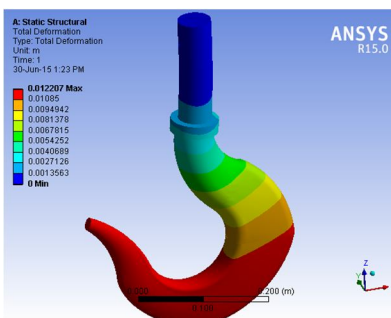 A: Static Structural
Total Deformation
Type: Total Deformation
Unit: m
Time: 1
30-Jun-15 1:23 PM
0.012207 Max
0.01085
0.0094942
0.0081378
0.0067815
0.0054252
0.0040689
0.0027126
0.0013563
0 Min
ANSYS
R15.0
0.200 (m)
0.100
Z
Y